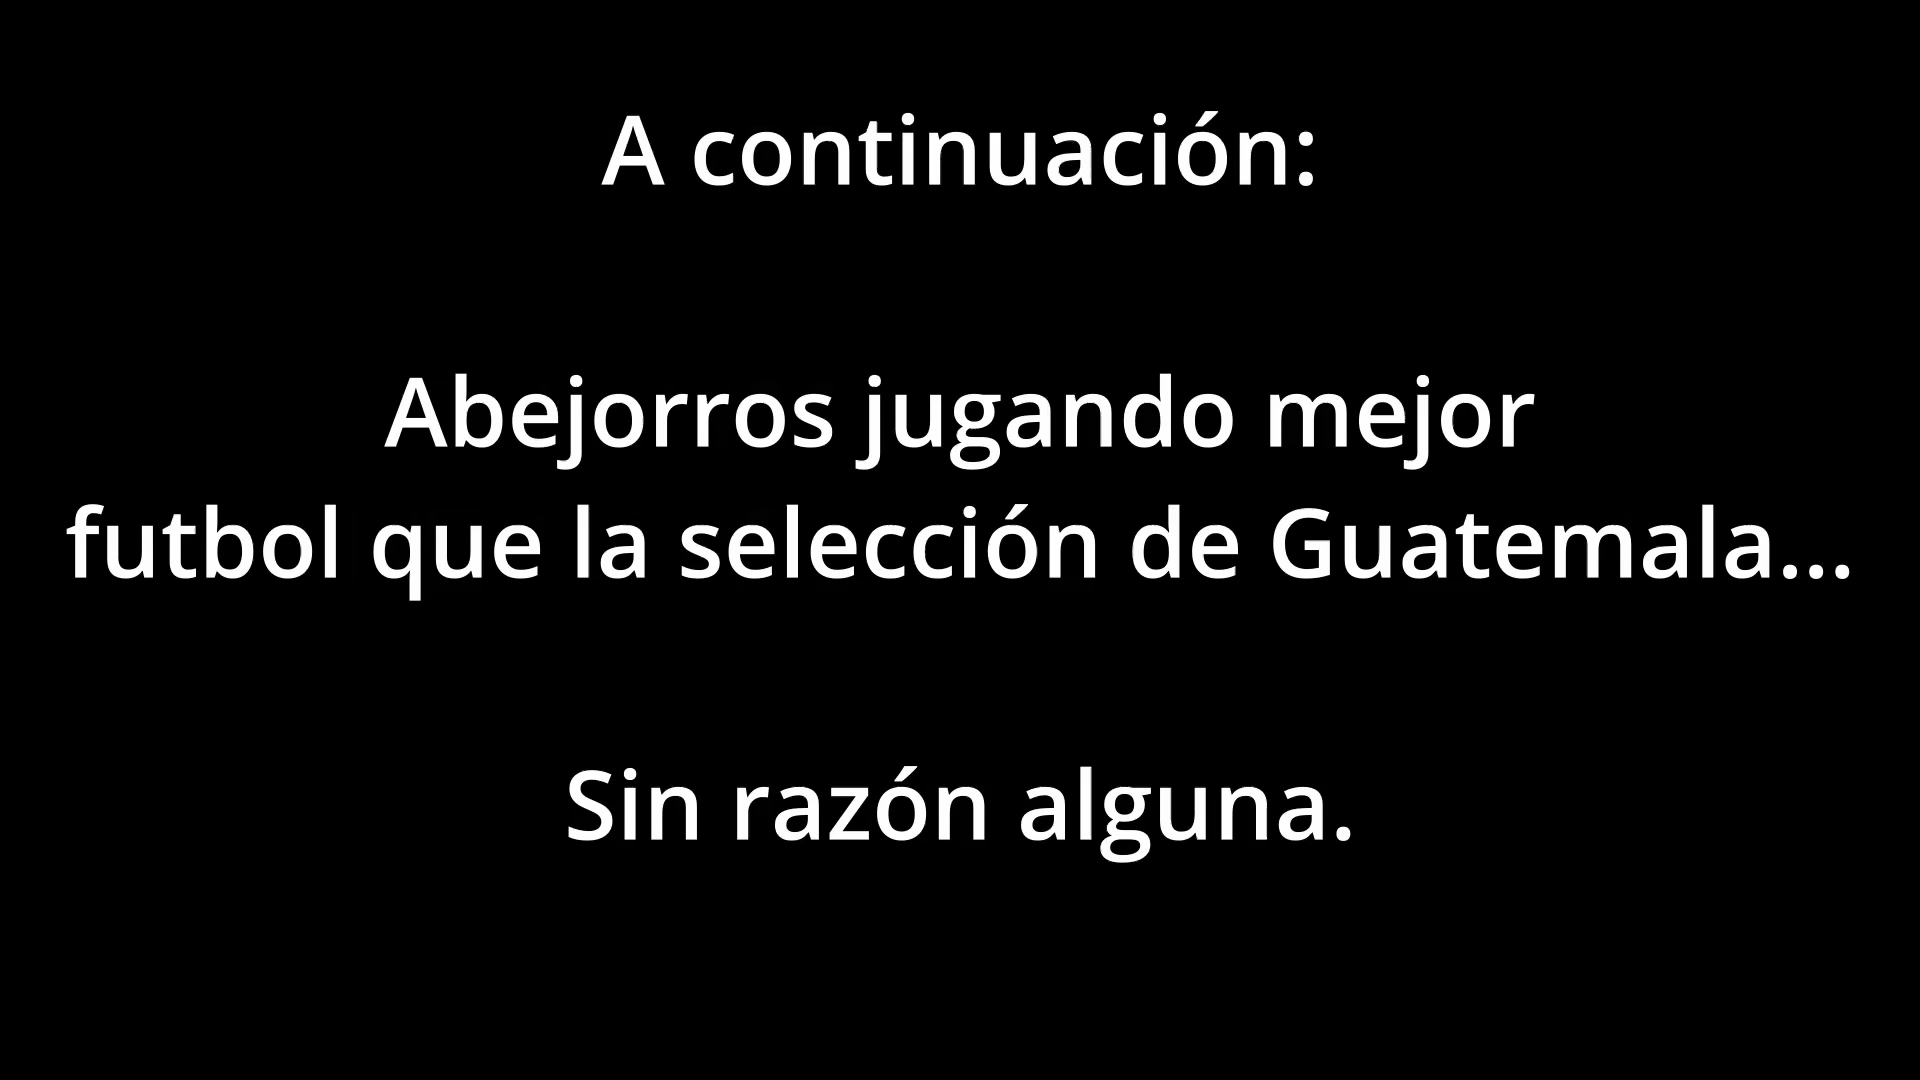 A continuación:
Abejorros jugando mejor
futbol que la selección de Guatemala...
Sin razón alguna.